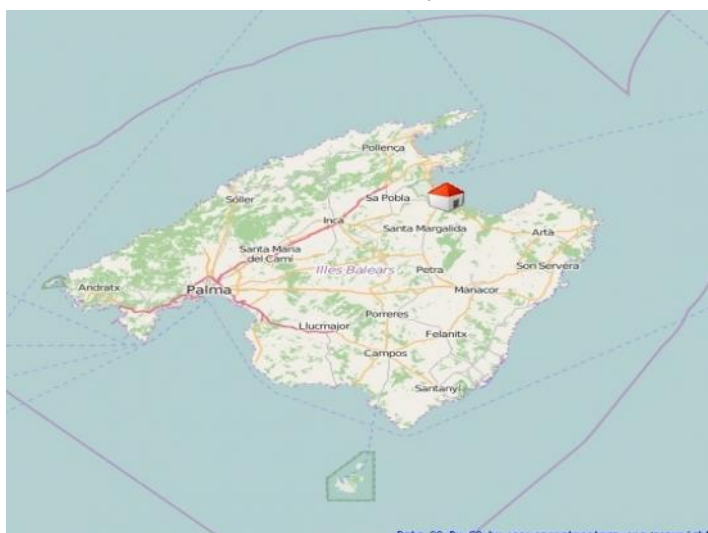 Pollença
Sa Pobla
Sóller
Inca
Santa Margalida
Artà
Santa Maria
del Camí
Illes Balears
Petra
Son Servera
Andratx
Palma
Manacor
Porreres
Llucmajor
Felanitx
Campos
Santanyí